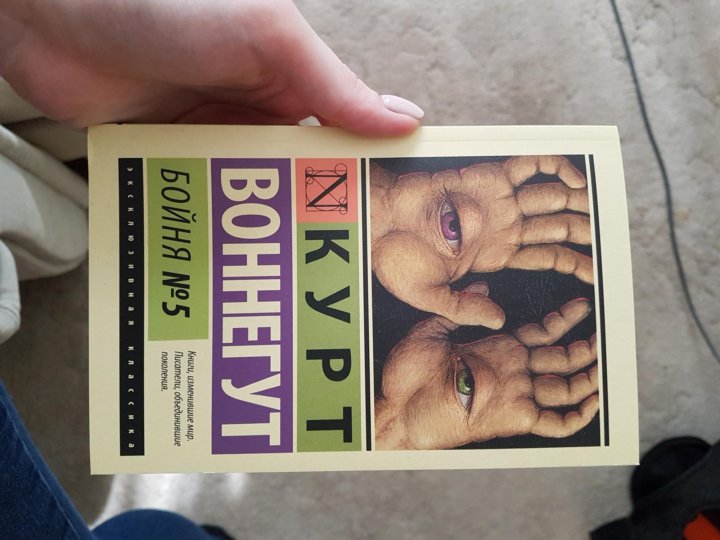 N
КУРТ
ВОННЕГУТ
БОЙНЯ №5
Книги, изменившие мир.
Писатели, объединившие
поколения.
ЭКСКЛЮЗИВНАЯ КЛАССИКА